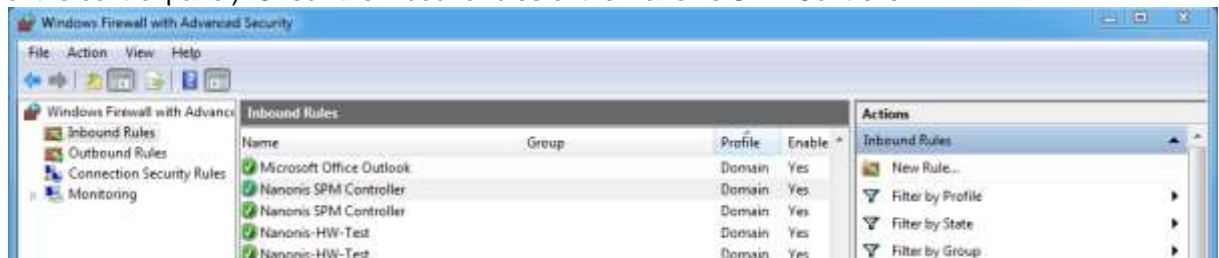 Windows Firewall with Advanced Security
File Action View Help
Windows Firewall with Advance
Inbound Rules
Outbound Rules
Connection Security Rules
Monitoring
Inbound Rules
Name Group Profile Enable
Microsoft Office Outlook Domain Yes
Nanonis SPM Controller Domain Yes
Nanonis SPM Controller Domain Yes
Nanonis-HW-Test Domain Yes
Nanonis-HW-Test Domain Yes
Actions
Inbound Rules
New Rule...
Filter by Profile
Filter by State
Filter by Group